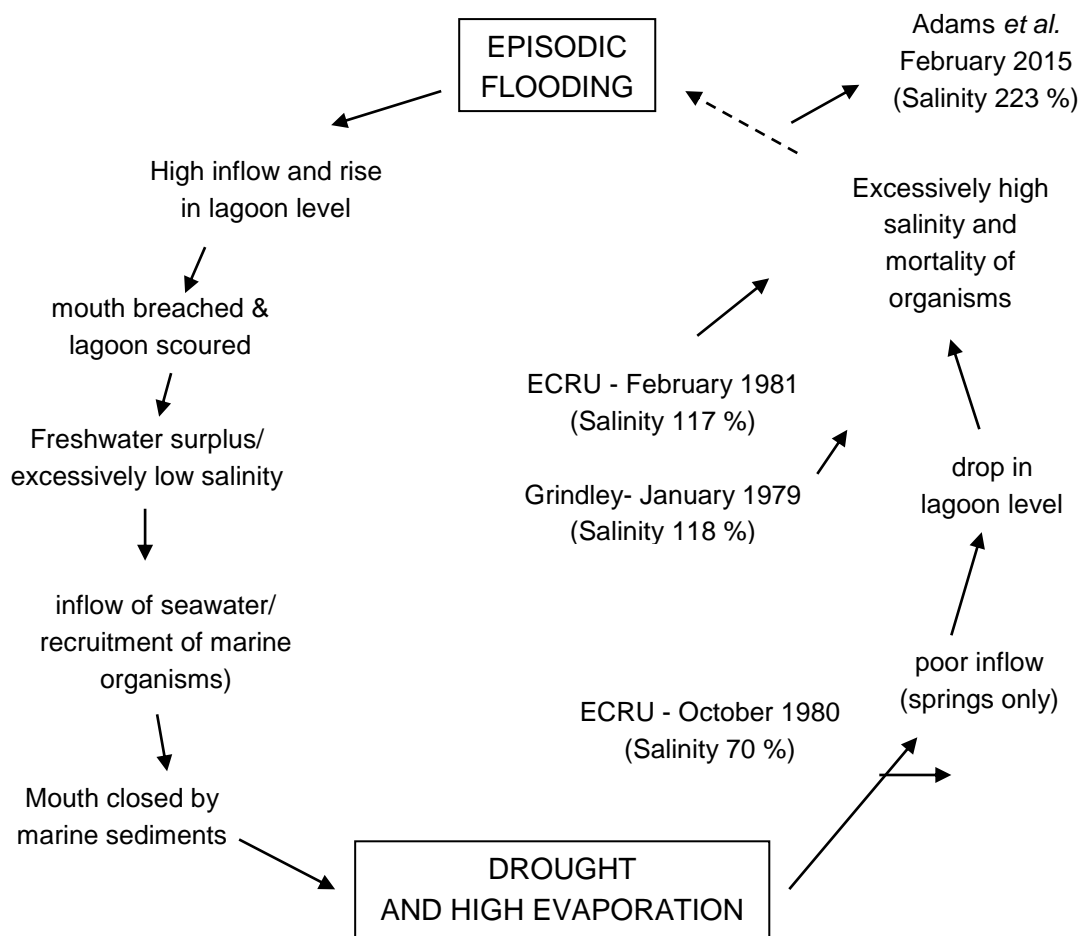 EPISODIC
FLOODING
Adams et al.
February 2015
(Salinity 223 %)
High inflow and rise
in lagoon level
Excessively high
salinity and
mortality of
organisms
mouth breached &
lagoon scoured
ECRU - February 1981
(Salinity 117 %)
Freshwater surplus/
excessively low salinity
Grindley- January 1979
(Salinity 118 %)
drop in
lagoon level
inflow of seawater/
recruitment of marine
organisms)
poor inflow
(springs only)
ECRU - October 1980
(Salinity 70 %)
Mouth closed by
marine sediments
DROUGHT
AND HIGH EVAPORATION